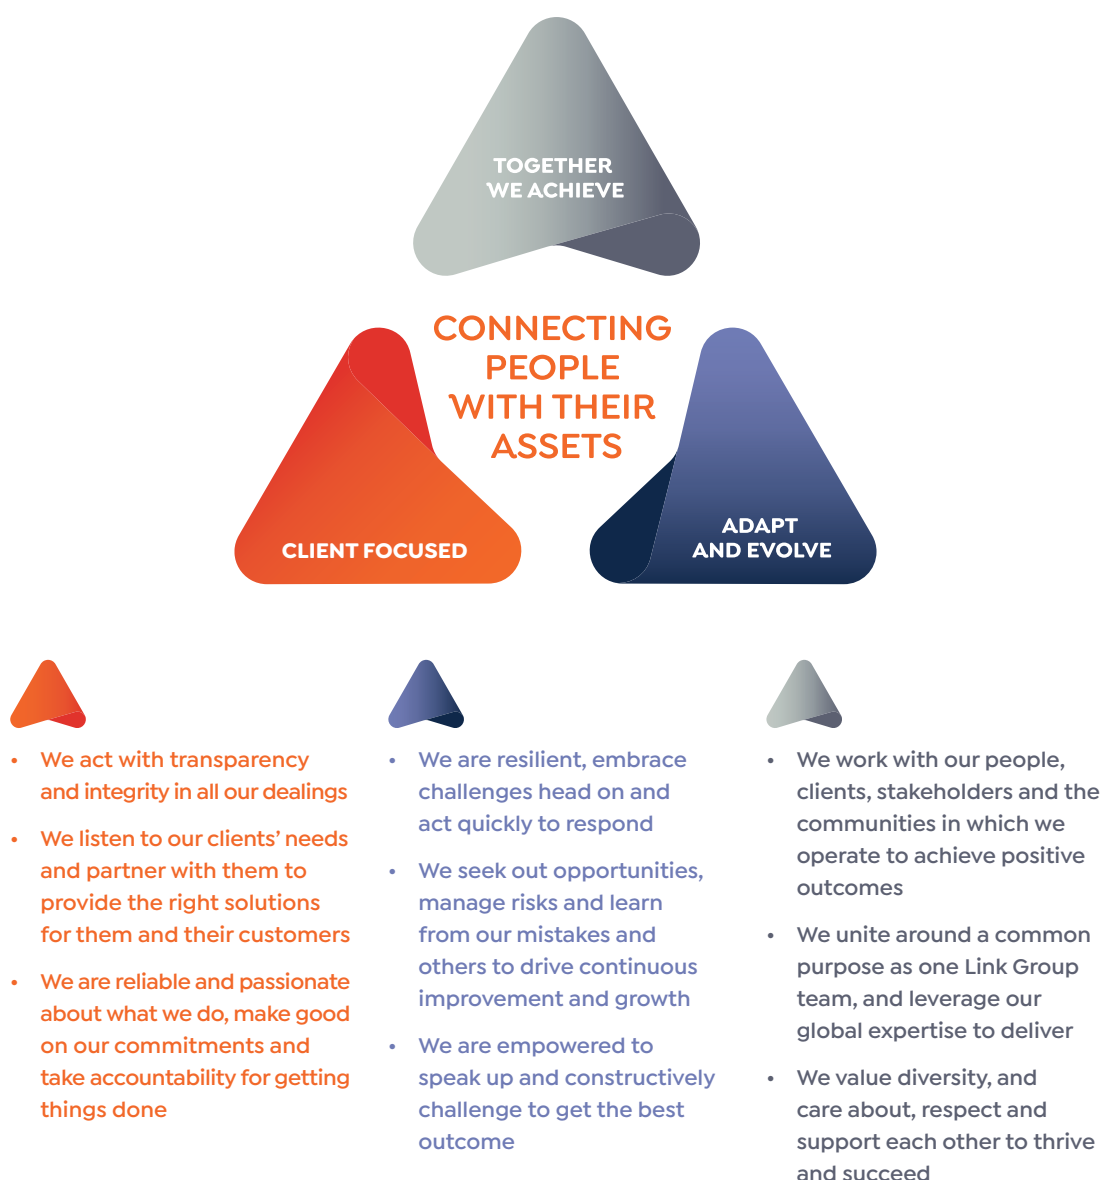 TOGETHER
WE ACHIEVE
CONNECTING
PEOPLE
WITH THEIR
ASSETS
CLIENT FOCUSED
ADAPT
AND EVOLVE
• We act with transparency
and integrity in all our dealings
• We listen to our clients’ needs
and partner with them to
provide the right solutions
for them and their customers
• We are reliable and passionate
about what we do, make good
on our commitments and
take accountability for getting
things done
• We are resilient, embrace
challenges head on and
act quickly to respond
• We seek out opportunities,
manage risks and learn
from our mistakes and
others to drive continuous
improvement and growth
• We are empowered to
speak up and constructively
challenge to get the best
outcome
• We work with our people,
clients, stakeholders and the
communities in which we
operate to achieve positive
outcomes
• We unite around a common
purpose as one Link Group
team, and leverage our
global expertise to deliver
• We value diversity, and
care about, respect and
support each other to thrive
and succeed